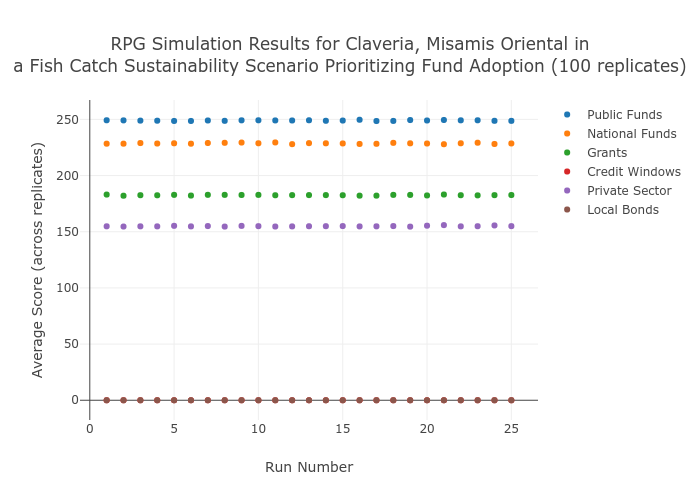 RPG Simulation Results for Claveria, Misamis Oriental in
a Fish Catch Sustainability Scenario Prioritizing Fund Adoption (100 replicates)
Average Score (across replicates)
250
200
150
100
50
0
0
5
10
15
20
25
Run Number
Public Funds
National Funds
Grants
Credit Windows
Private Sector
Local Bonds